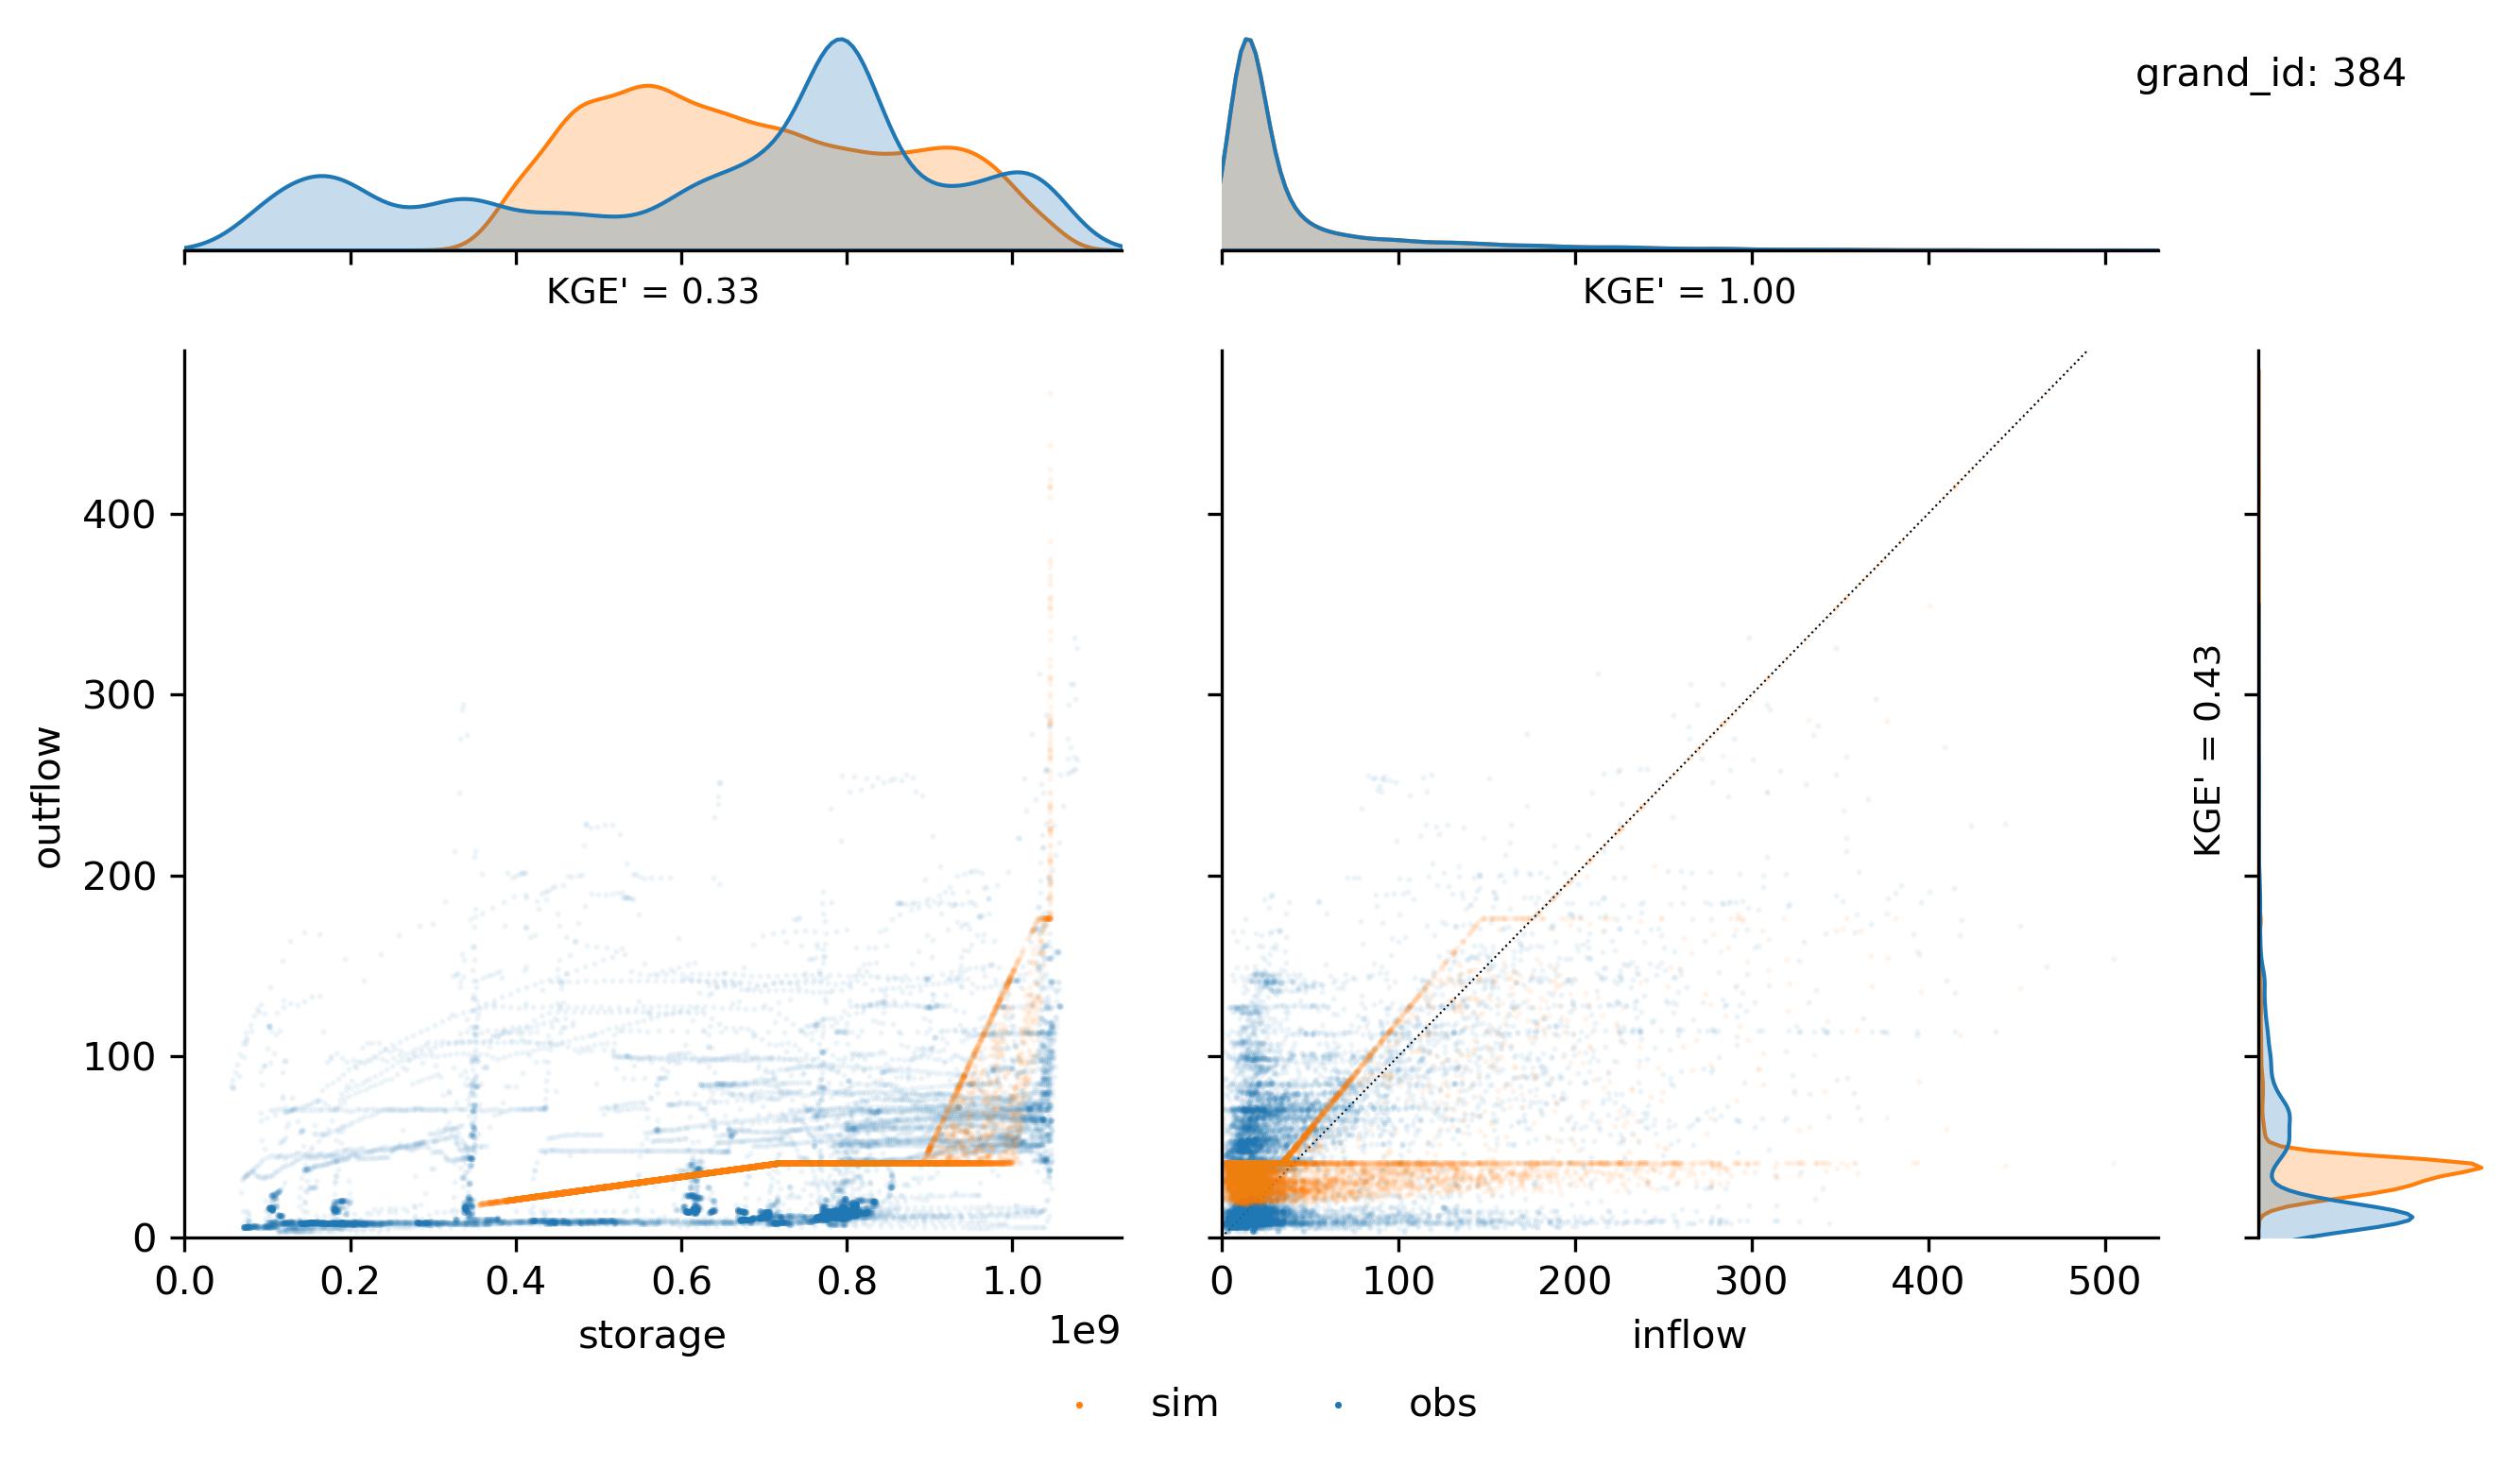 grand_id: 384
KGE' = 0.33
KGE' = 1.00
400
300
200
100
0
outflow
0.0 0.2 0.4 0.6 0.8 1.0
1e9
storage
KGE' = 0.43
0 100 200 300 400 500
inflow
sim obs